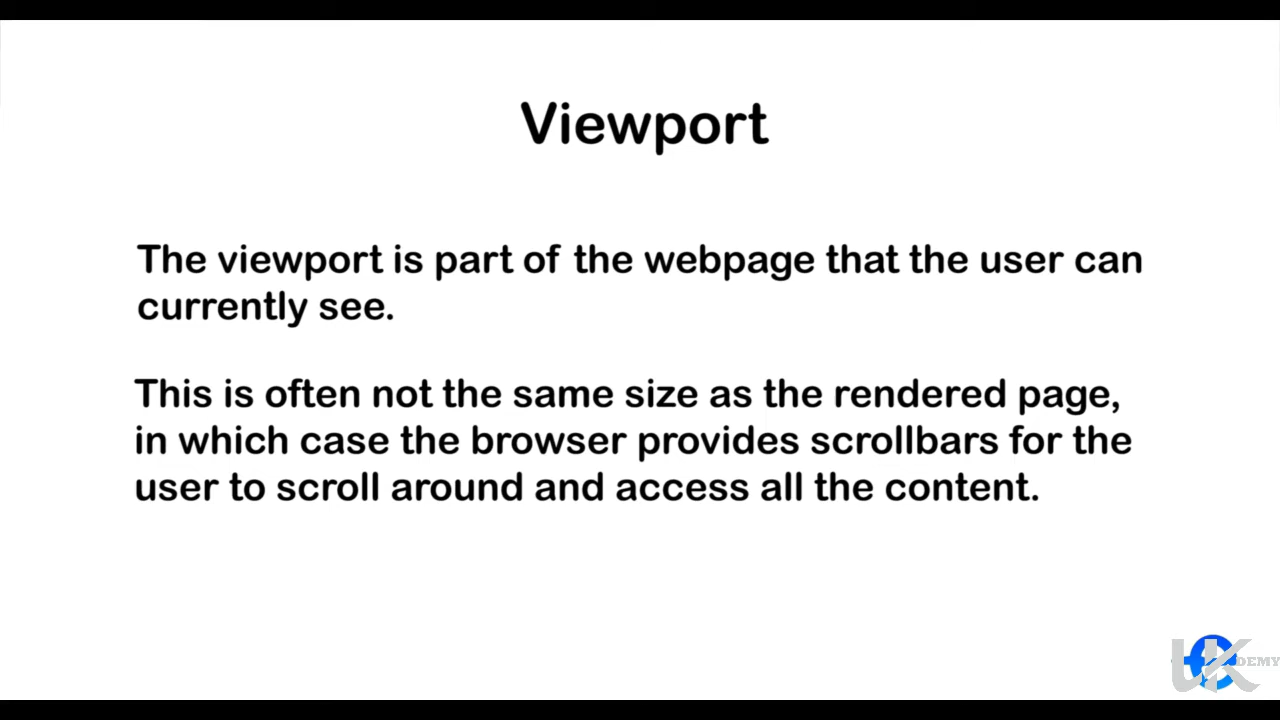 Viewport
The viewport is part of the webpage that the user can
currently see.
This is often not the same size as the rendered page,
in which case the browser provides scrollbars for the
user to scroll around and access all the content.
UK
DEMY